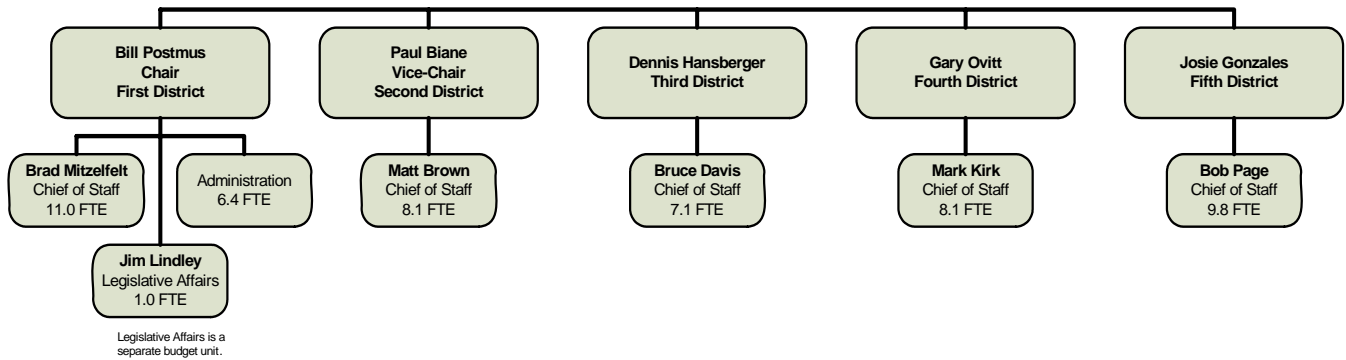 Bill Postmus
Chair
First District
Paul Biane
Vice-Chair
Second District
Dennis Hansberger
Third District
Gary Ovitt
Fourth District
Josie Gonzales
Fifth District
Brad Mitzelfelt
Chief of Staff
11.0 FTE
Administration
6.4 FTE
Matt Brown
Chief of Staff
8.1 FTE
Bruce Davis
Chief of Staff
7.1 FTE
Mark Kirk
Chief of Staff
8.1 FTE
Bob Page
Chief of Staff
9.8 FTE
Jim Lindley
Legislative Affairs
1.0 FTE
Legislative Affairs is a
separate budget unit.